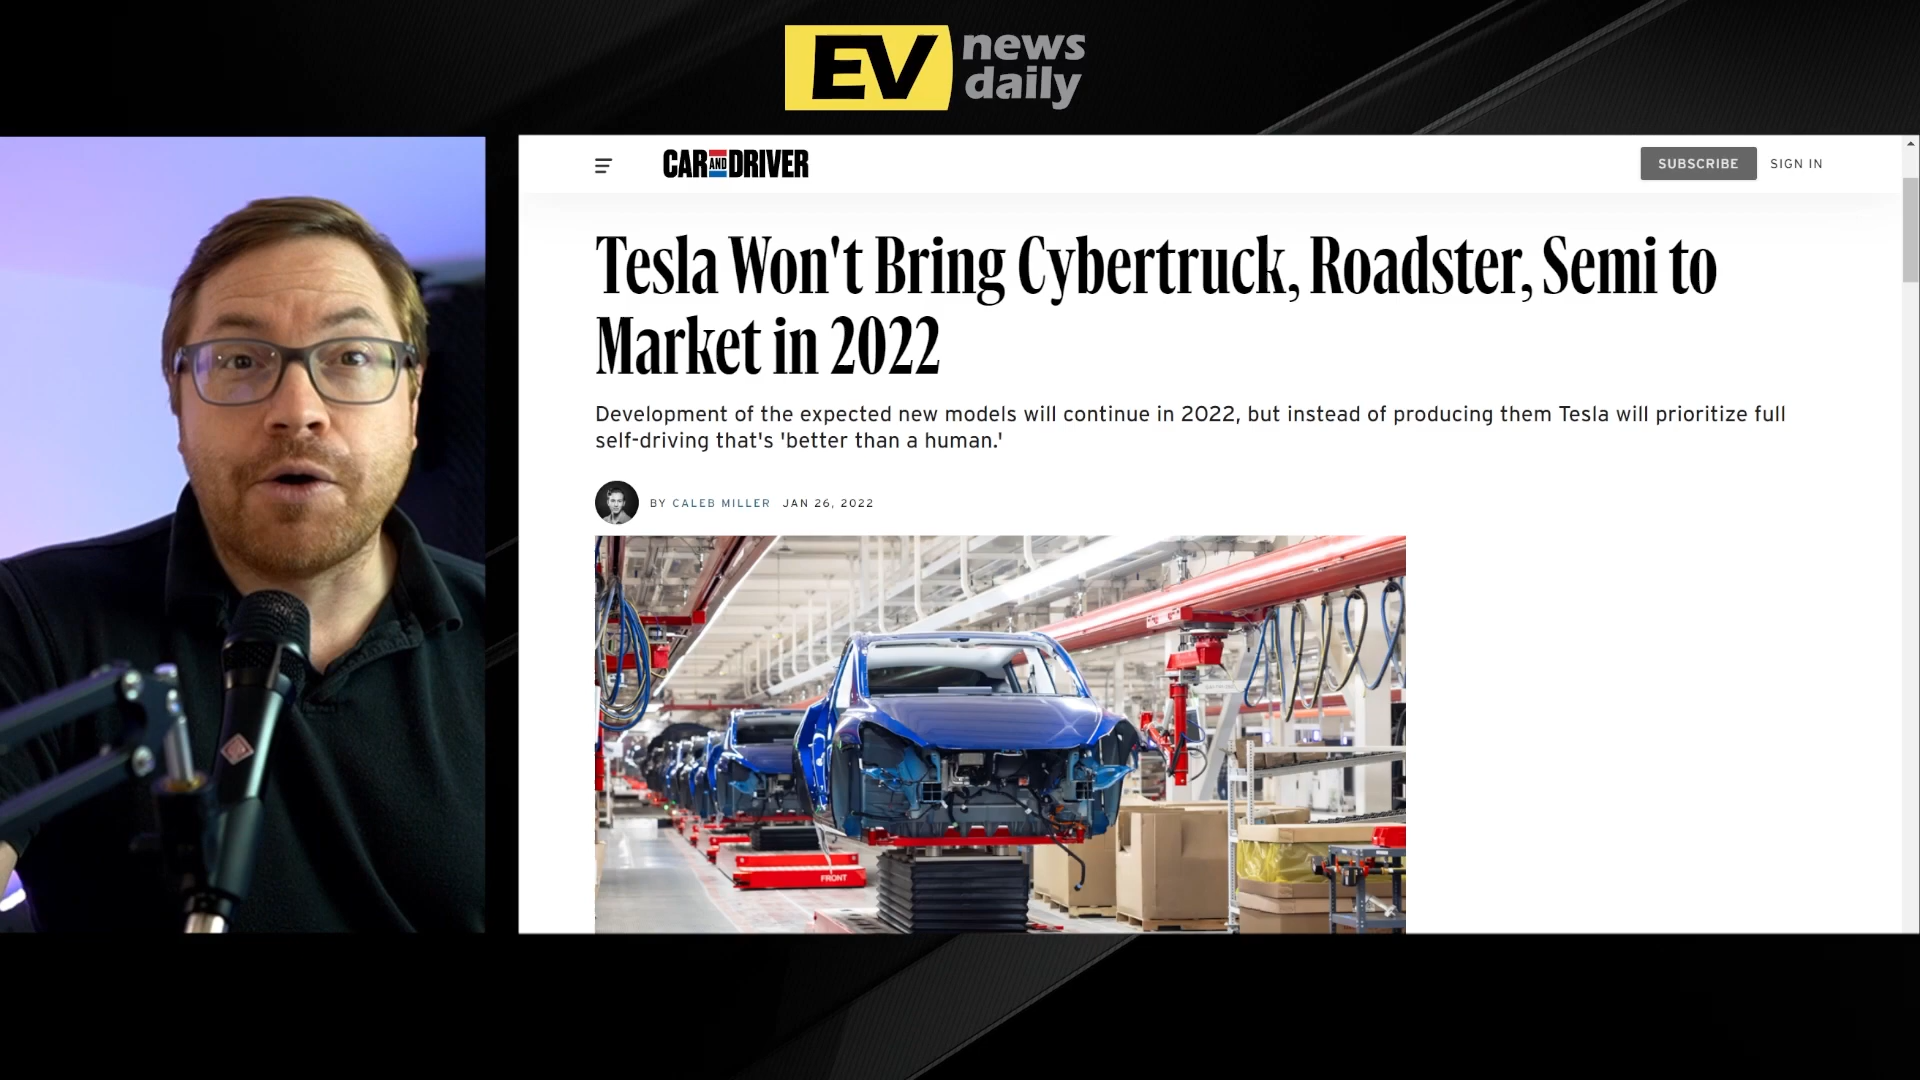 EV news
daily
CAR AND DRIVER
SUBSCRIBE SIGN IN
Tesla Won't Bring Cybertruck, Roadster, Semi to
Market in 2022
Development of the expected new models will continue in 2022, but instead of producing them Tesla will prioritize full
self-driving that's 'better than a human.'
BY CALEB MILLER JAN 26, 2022
FRONT